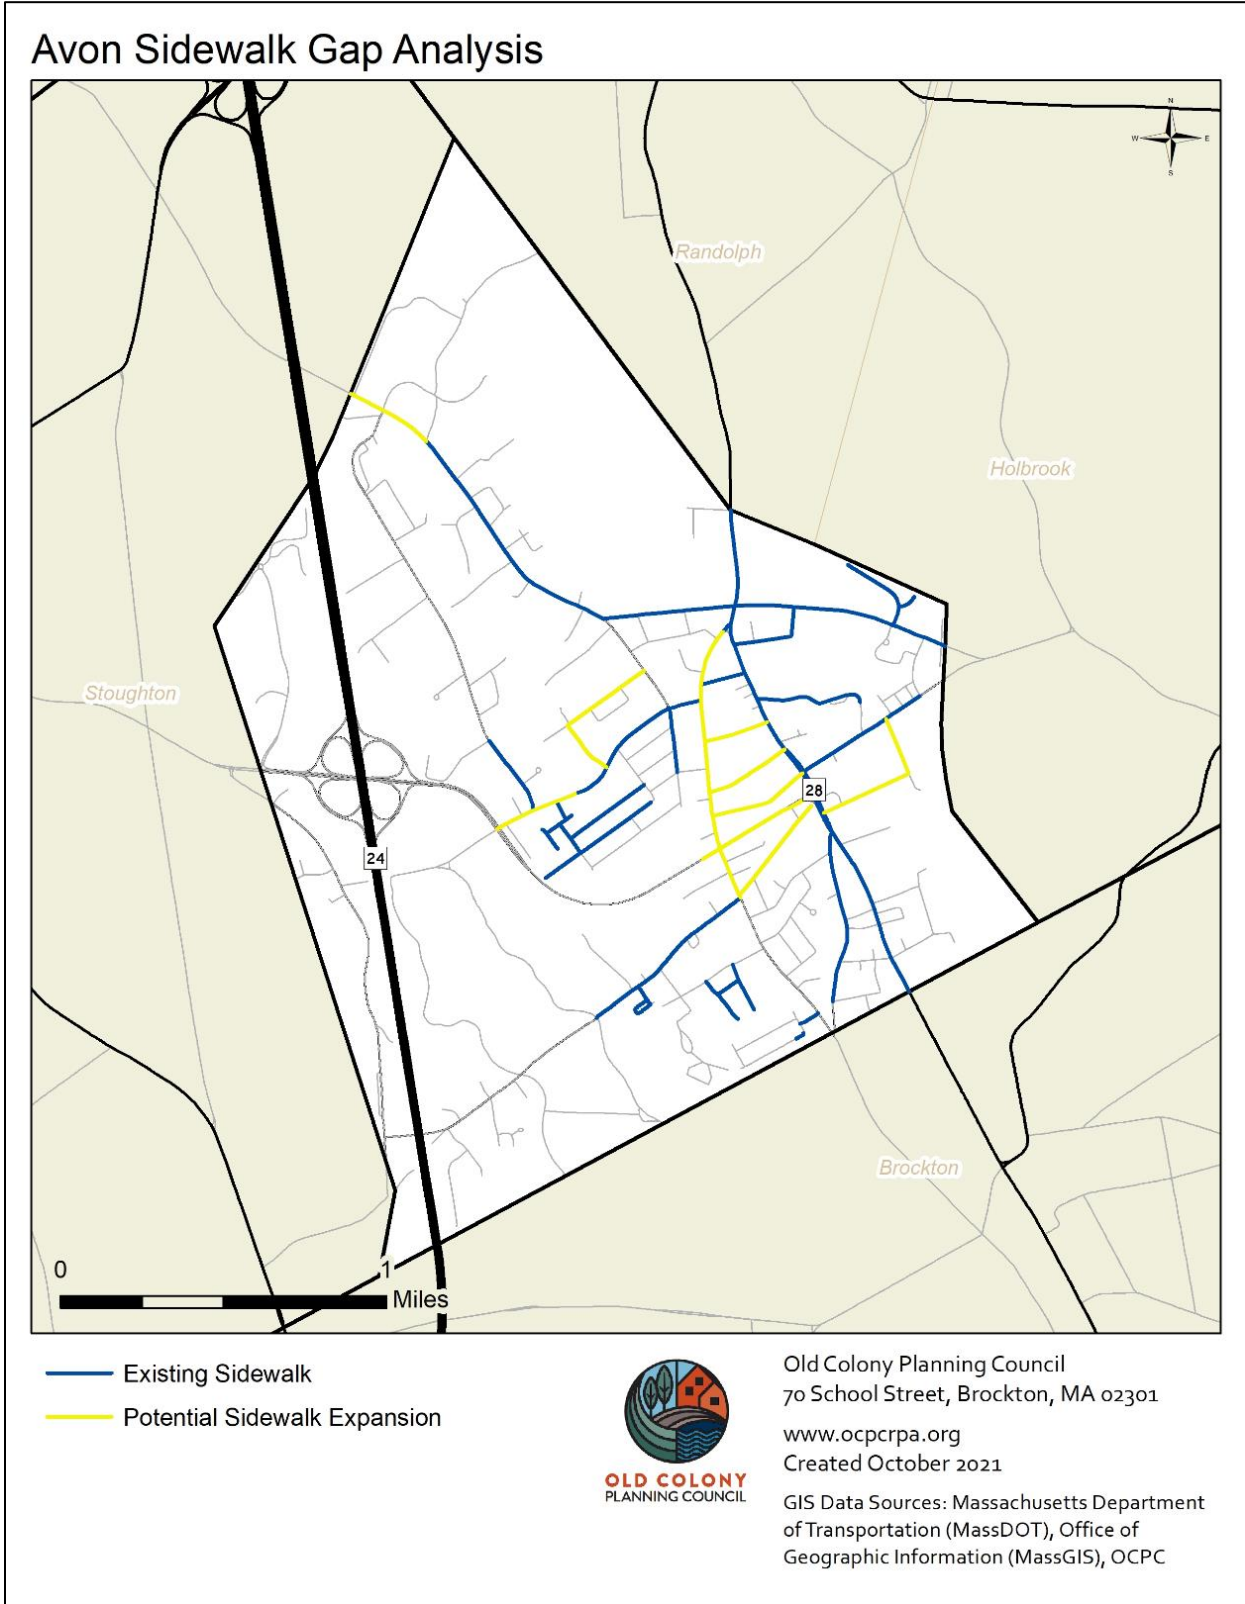 Avon Sidewalk Gap Analysis
N
W
E
S
Randolph
Holbrook
Stoughton
28
24
Brockton
0
1
Miles
Existing Sidewalk
Potential Sidewalk Expansion
OLD COLONY
PLANNING COUNCIL
Old Colony Planning Council
70 School Street, Brockton, MA 02301
www.ocpcrpa.org
Created October 2021
GIS Data Sources: Massachusetts Department
of Transportation (MassDOT), Office of
Geographic Information (MassGIS), OCPC